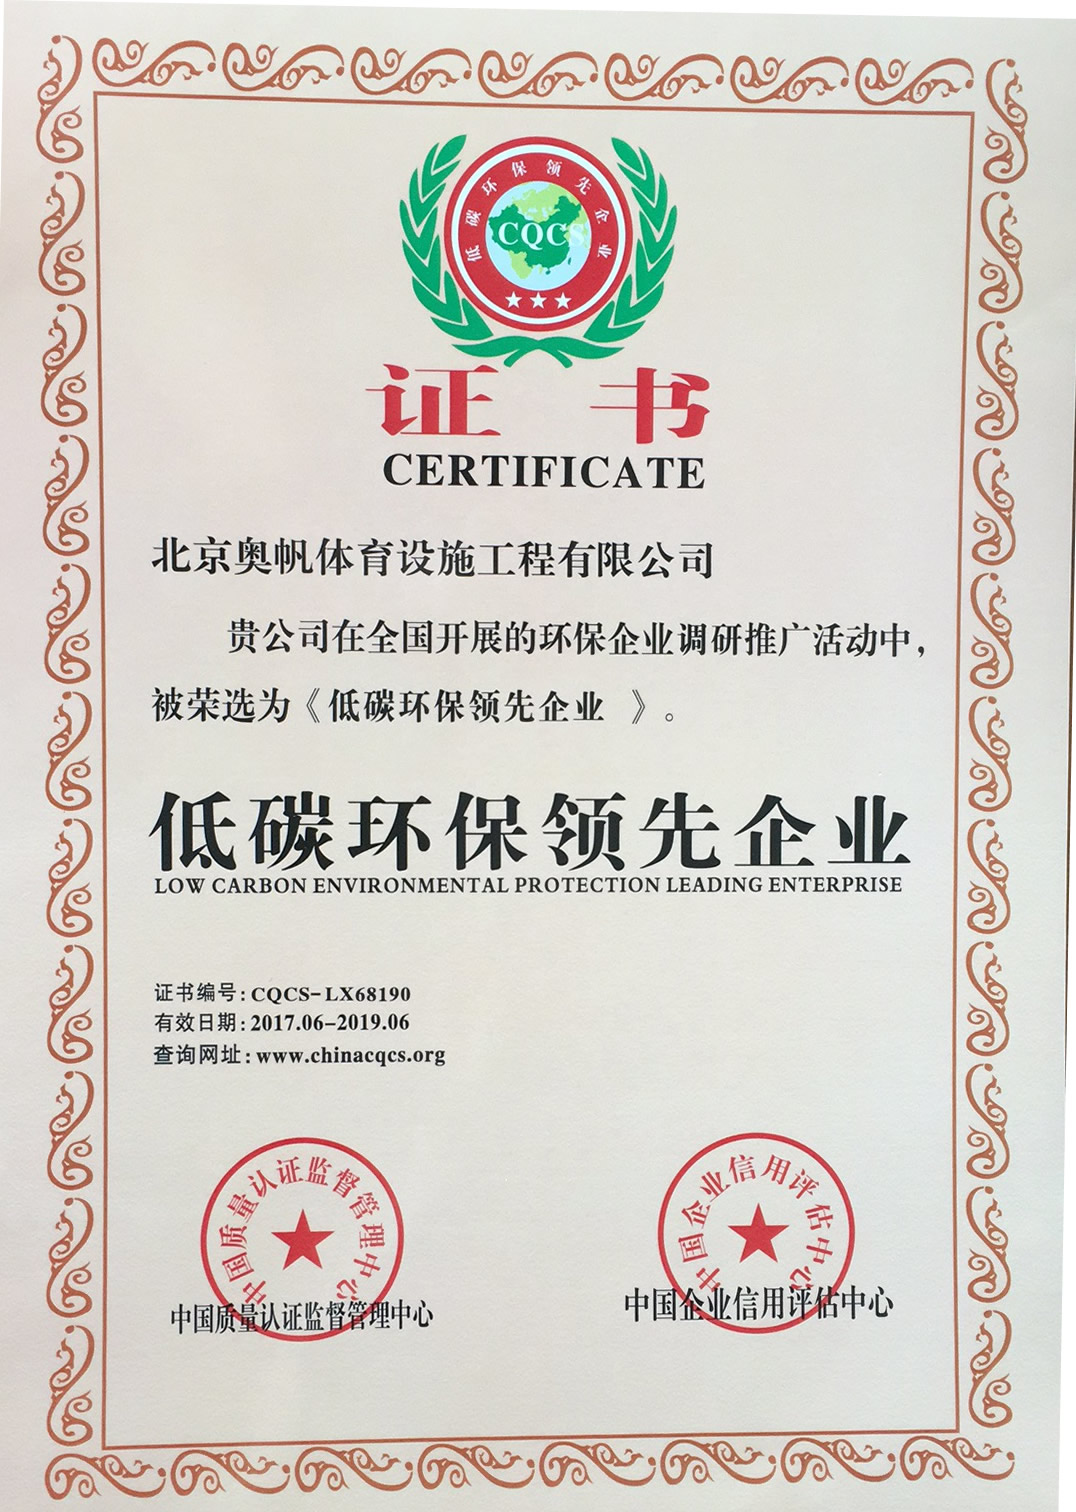 低碳环保领先企业
CQCS
证 书
CERTIFICATE
北京奥帆体育设施工程有限公司
贵公司在全国开展的环保企业调研推广活动中，
被荣选为《低碳环保领先企业 》。
低碳环保领先企业
LOW CARBON ENVIRONMENTAL PROTECTION LEADING ENTERPRISE
证书编号：CQCS-LX68190
有效日期：2017.06-2019.06
查询网址：www.chinacqcs.org
中国质量认证监督管理中心
中国企业信用评估中心
中国质量认证监督管理中心
中国企业信用评估中心